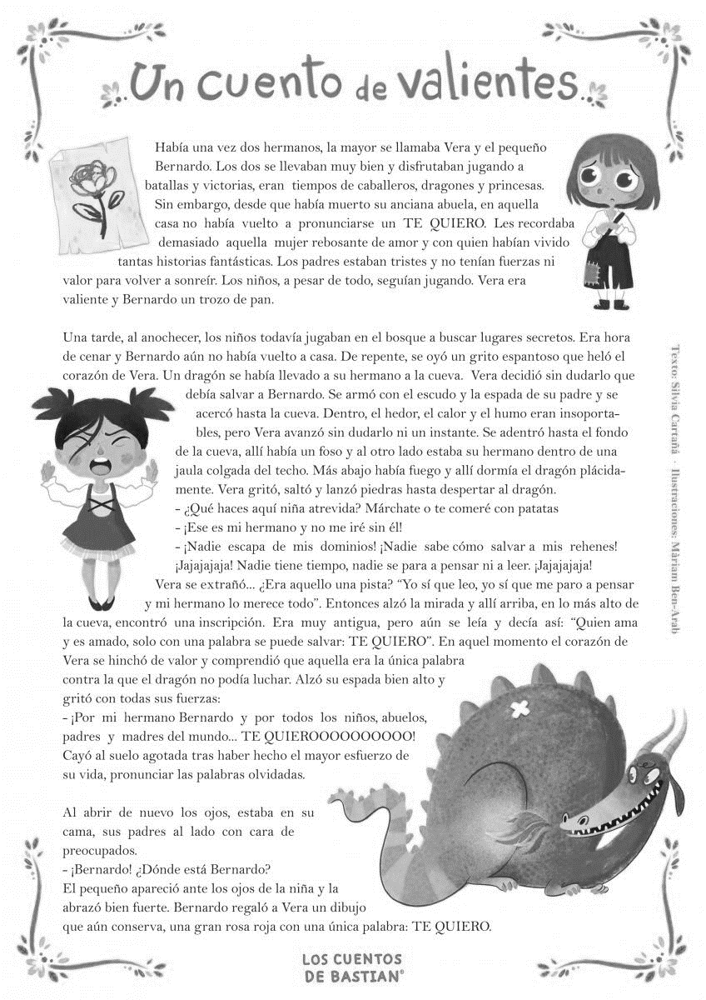 Un cuento de valientes
Había una vez dos hermanos, la mayor se llamaba Vera y el pequeño
Bernardo. Los dos se llevaban muy bien y disfrutaban jugando a
batallas y victorias, eran tiempos de caballeros, dragones y princesas.
Sin embargo, desde que había muerto su anciana abuela, en aquella
casa no había vuelto a pronunciarse un TE QUIERO. Les recordaba
demasiado aquella mujer rebosante de amor y con quien habían vivido
tantas historias fantásticas. Los padres estaban tristes y no tenían fuerzas ni
valor para volver a sonreír. Los niños, a pesar de todo, seguían jugando. Vera era
valiente y Bernardo un trozo de pan.
Una tarde, al anochecer, los niños todavía jugaban en el bosque a buscar lugares secretos. Era hora
de cenar y Bernardo aún no había vuelto a casa. De repente, se oyó un grito espantoso que heló el
corazón de Vera. Un dragón se había llevado a su hermano a la cueva. Vera decidió sin dudarlo que
debía salvar a Bernardo. Se armó con el escudo y la espada de su padre y se
acercó hasta la cueva. Dentro, el hedor, el calor y el humo eran insoporta-
bles, pero Vera avanzó sin dudarlo ni un instante. Se adentró hasta el fondo
de la cueva, allí había un foso y al otro lado estaba su hermano dentro de una
jaula colgada del techo. Más abajo había fuego y allí dormía el dragón plácida-
mente. Vera gritó, saltó y lanzó piedras hasta despertar al dragón.
- ¿Qué haces aquí niña atrevida? Márchate o te comeré con patatas
- ¡Ese es mi hermano y no me iré sin él!
- ¡Nadie escapa de mis dominios! ¡Nadie sabe cómo salvar a mis rehenes!
¡Jajajajaja! Nadie tiene tiempo, nadie se para a pensar ni a leer. ¡Jajajajaja!
Vera se extrañó... ¿Era aquello una pista? “Yo sí que leo, yo sí que me paro a pensar
y mi hermano lo merece todo”. Entonces alzó la mirada y allí arriba, en lo más alto de
la cueva, encontró una inscripción. Era muy antigua, pero aún se leía y decía así: “Quien ama
y es amado, solo con una palabra se puede salvar: TE QUIERO”. En aquel momento el corazón de
Vera se hinchó de valor y comprendió que aquella era la única palabra
contra la que el dragón no podía luchar. Alzó su espada bien alto y
gritó con todas sus fuerzas:
- ¡Por mi hermano Bernardo y por todos los niños, abuelos,
padres y madres del mundo... TE QUIEROOOOOOOOOO!
Cayó al suelo agotada tras haber hecho el mayor esfuerzo de
su vida, pronunciar las palabras olvidadas.
Al abrir de nuevo los ojos, estaba en su
cama, sus padres al lado con cara de
preocupados.
- ¡Bernardo! ¿Dónde está Bernardo?
El pequeño apareció ante los ojos de la niña y la
abrazó bien fuerte. Bernardo regaló a Vera un dibujo
que aún conserva, una gran rosa roja con una única palabra: TE QUIERO.
Texto: Silvia Cartañá · Ilustraciones: Màriam Ben-Arab
LOS CUENTOS
DE BASTIAN®